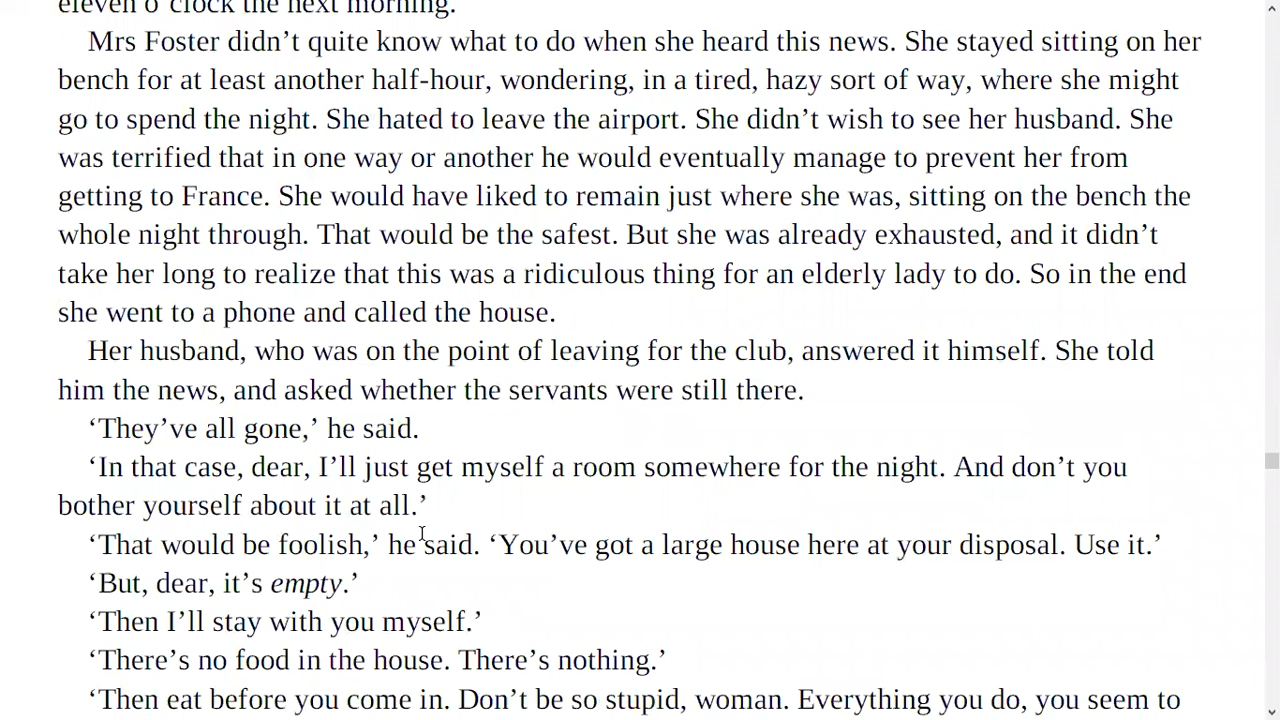 eleven o’clock the next morning.
Mrs Foster didn’t quite know what to do when she heard this news. She stayed sitting on her
bench for at least another half-hour, wondering, in a tired, hazy sort of way, where she might
go to spend the night. She hated to leave the airport. She didn’t wish to see her husband. She
was terrified that in one way or another he would eventually manage to prevent her from
getting to France. She would have liked to remain just where she was, sitting on the bench the
whole night through. That would be the safest. But she was already exhausted, and it didn’t
take her long to realize that this was a ridiculous thing for an elderly lady to do. So in the end
she went to a phone and called the house.
Her husband, who was on the point of leaving for the club, answered it himself. She told
him the news, and asked whether the servants were still there.
‘They’ve all gone,’ he said.
‘In that case, dear, I’ll just get myself a room somewhere for the night. And don’t you
bother yourself about it at all.’
‘That would be foolish,’ he said. ‘You’ve got a large house here at your disposal. Use it.’
‘But, dear, it’s empty.’
‘Then I’ll stay with you myself.’
‘There’s no food in the house. There’s nothing.’
‘Then eat before you come in. Don’t be so stupid, woman. Everything you do, you seem to